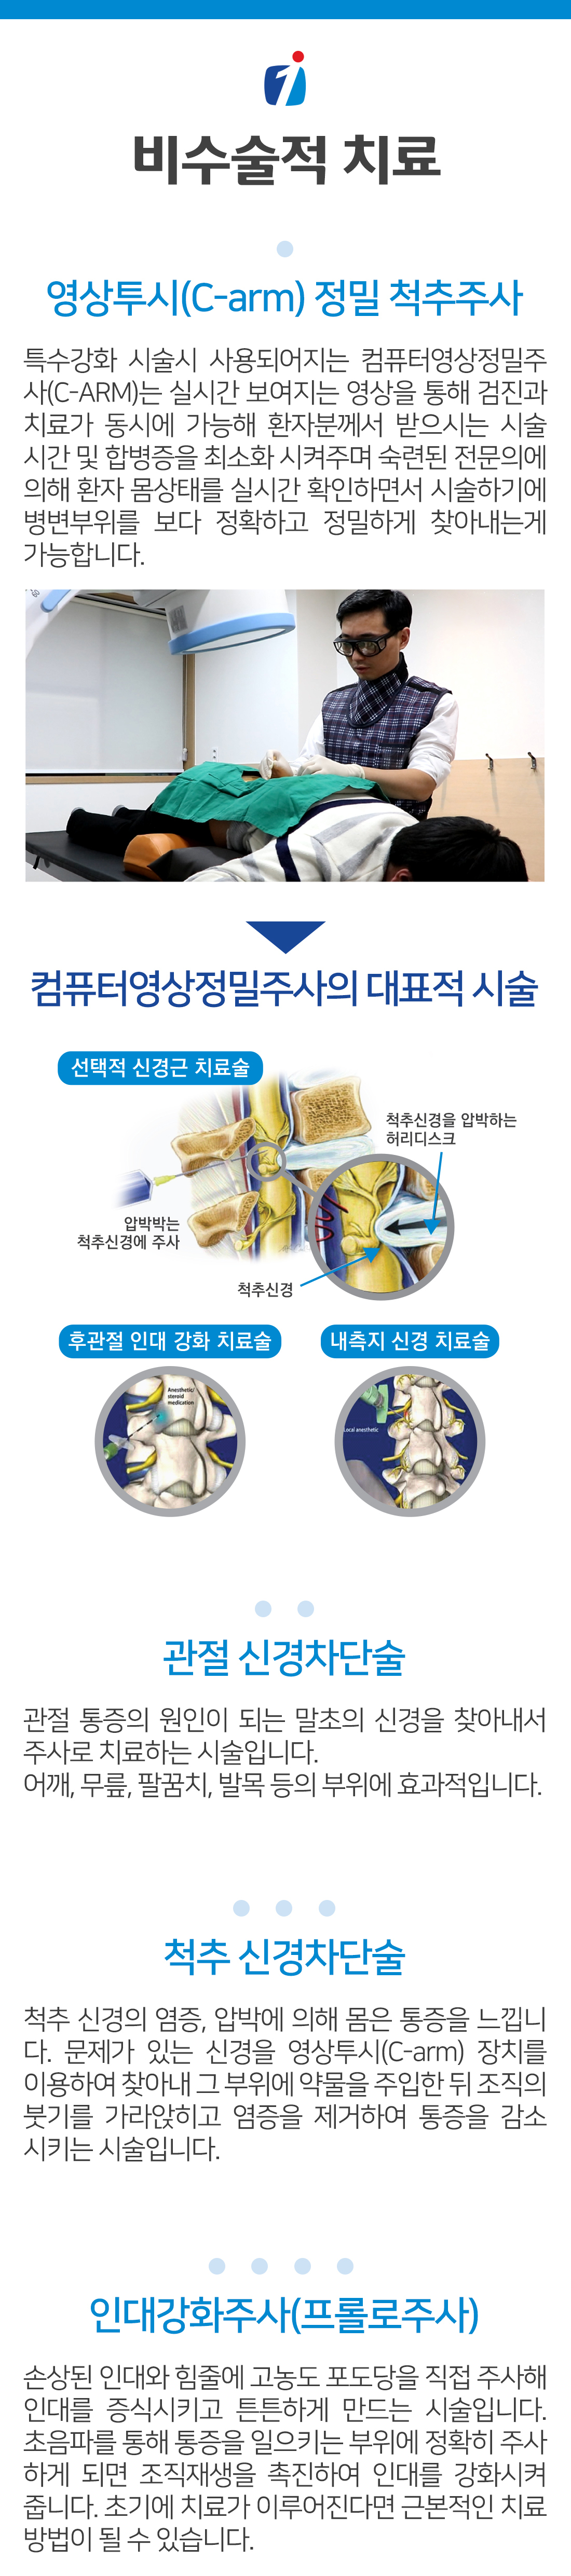 비수술적 치료
영상투시(C-arm) 정밀 척추주사
특수강화 시술시 사용되어지는 컴퓨터영상정밀주
사(C-ARM)는 실시간 보여지는 영상을 통해 검진과
치료가 동시에 가능해 환자분께서 받으시는 시술
시간 및 합병증을 최소화 시켜주며 숙련된 전문의에
의해 환자 몸상태를 실시간 확인하면서 시술하기에
병변부위를 보다 정확하고 정밀하게 찾아내는게
가능합니다.
60
컴퓨터영상정밀주사의 대표적 시술
선택적 신경근 치료술
척추신경을 압박하는
허리디스크
압박박는
척추신경에 주사
척추신경
후관절 인대 강화 치료술
내측지 신경 치료술
Anesthetic/
steroid
medication
Local anesthetic
관절 신경차단술
관절 통증의 원인이 되는 말초의 신경을 찾아내서
주사로 치료하는 시술입니다.
어깨, 무릎, 팔꿈치, 발목 등의 부위에 효과적입니다.
척추 신경차단술
척추 신경의 염증, 압박에 의해 몸은 통증을 느낍니
다. 문제가 있는 신경을 영상투시(C-arm) 장치를
이용하여 찾아내 그 부위에 약물을 주입한 뒤 조직의
붓기를 가라앉히고 염증을 제거하여 통증을 감소
시키는 시술입니다.
인대강화주사(프롤로주사)
손상된 인대와 힘줄에 고농도 포도당을 직접 주사해
인대를 증식시키고 튼튼하게 만드는 시술입니다.
초음파를 통해 통증을 일으키는 부위에 정확히 주사
하게 되면 조직재생을 촉진하여 인대를 강화시켜
줍니다. 초기에 치료가 이루어진다면 근본적인 치료
방법이 될 수 있습니다.